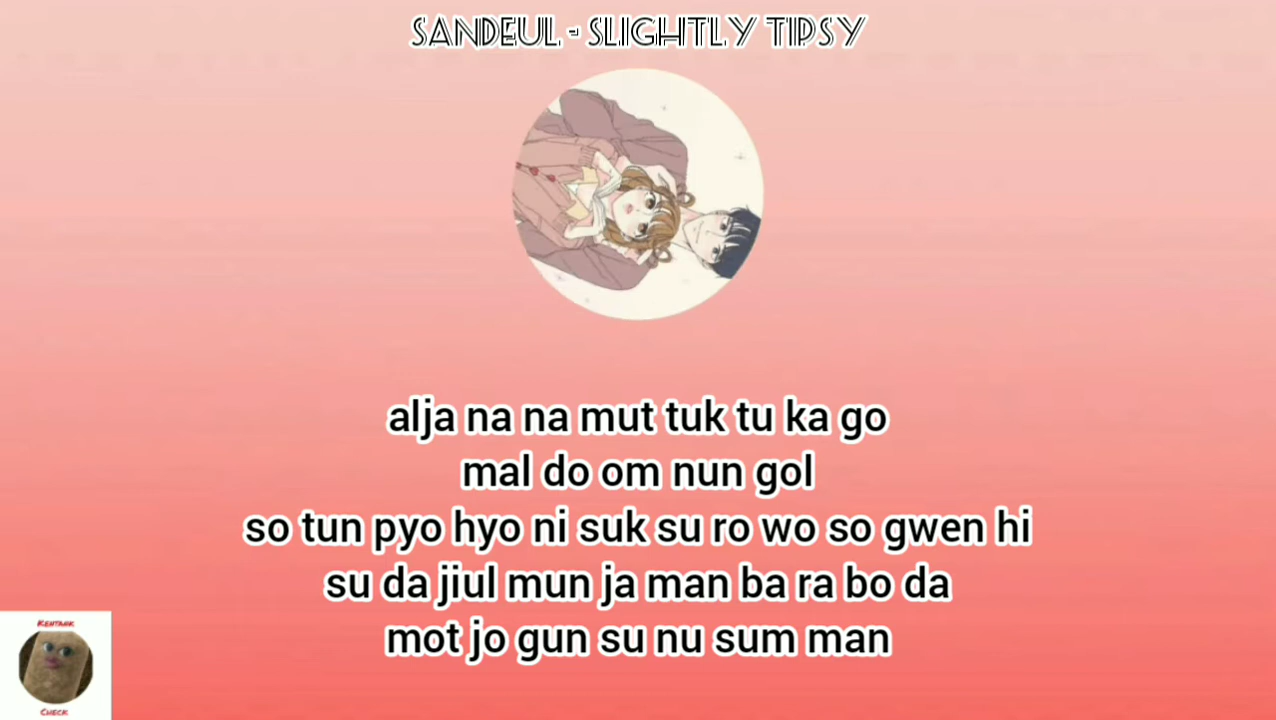 SANDEUL - SLIGHTLY TIPSY
alja na na mut tuk tu ka go
mal do om nun gol
so tun pyo hyo ni suk su ro wo so gwen hi
su da jiul mun ja man ba ra bo da
mot jo gun su nu sum man
KENTANK
CHECK